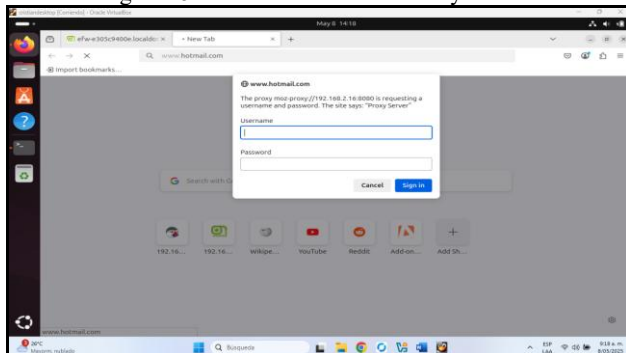 [Corriendo] - Oracle VirtualBox
May 8 14:18
efw-e305c9400e.localdo
New Tab
www.hotmail.com
Import bookmarks...
www.hotmail.com
The proxy moz-proxy://192.168.2.16:8080 is requesting a
username and password. The site says: "Proxy Server"
Username
Password
Cancel
Sign in
Search with
192.16...
192.16...
Wikipe...
YouTube
Reddit
Add-on...
Add Sh...
www.hotmail.com
26°C
Mayorm. nublado
Búsqueda
ESP
LAA
9:18 a. m.
8/05/2025